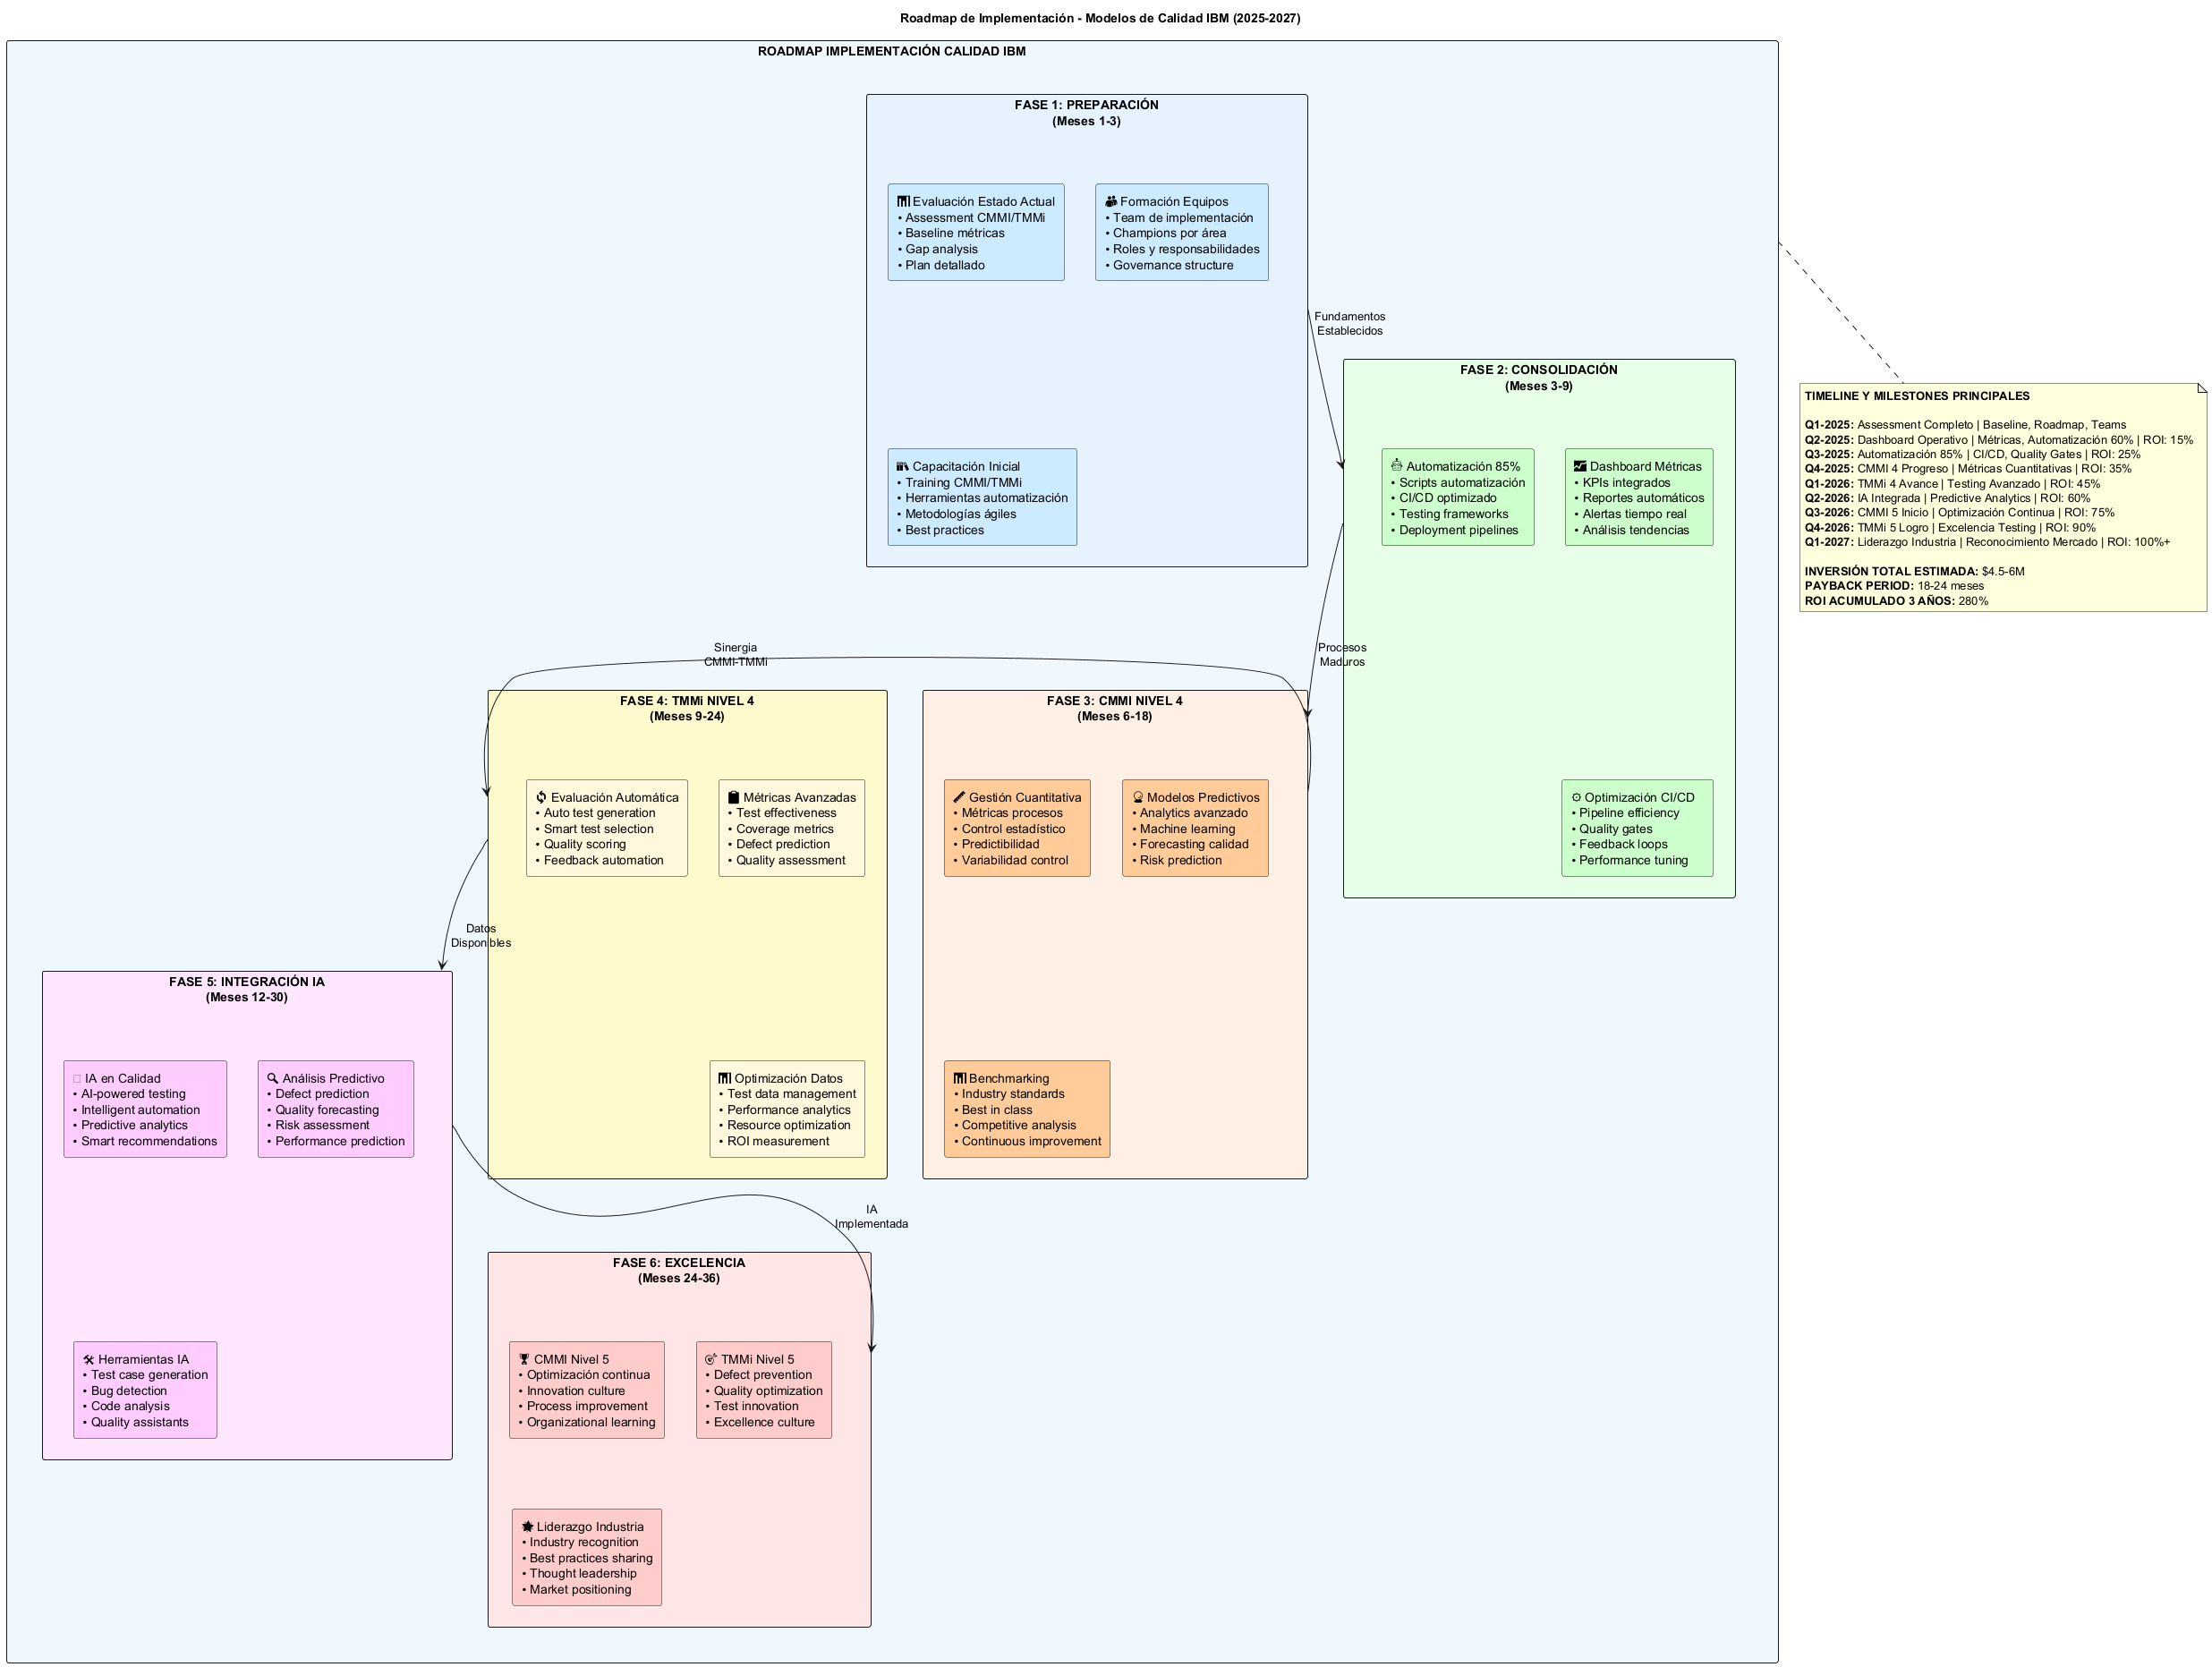 Roadmap de Implementación - Modelos de Calidad IBM (2025-2027)
ROADMAP IMPLEMENTACIÓN CALIDAD IBM
FASE 1: PREPARACIÓN
(Meses 1-3)
Evaluación Estado Actual
• Assessment CMMI/TMMi
• Baseline métricas
• Gap analysis
• Plan detallado
Formación Equipos
• Team de implementación
• Champions por área
• Roles y responsabilidades
• Governance structure
Capacitación Inicial
• Training CMMI/TMMi
• Herramientas automatización
• Metodologías ágiles
• Best practices
Fundamentos
Establecidos
FASE 2: CONSOLIDACIÓN
(Meses 3-9)
Automatización 85%
• Scripts automatización
• CI/CD optimizado
• Testing frameworks
• Deployment pipelines
Dashboard Métricas
• KPIs integrados
• Reportes automáticos
• Alertas tiempo real
• Análisis tendencias
Optimización CI/CD
• Pipeline efficiency
• Quality gates
• Feedback loops
• Performance tuning
TIMELINE Y MILESTONES PRINCIPALES
Q1-2025: Assessment Completo | Baseline, Roadmap, Teams
Q2-2025: Dashboard Operativo | Métricas, Automatización 60% | ROI: 15%
Q3-2025: Automatización 85% | CI/CD, Quality Gates | ROI: 25%
Q4-2025: CMMI 4 Progreso | Métricas Cuantitativas | ROI: 35%
Q1-2026: TMMi 4 Avance | Testing Avanzado | ROI: 45%
Q2-2026: IA Integrada | Predictive Analytics | ROI: 60%
Q3-2026: CMMI 5 Inicio | Optimización Continua | ROI: 75%
Q4-2026: TMMi 5 Logro | Excelencia Testing | ROI: 90%
Q1-2027: Liderazgo Industria | Reconocimiento Mercado | ROI: 100%+
INVERSIÓN TOTAL ESTIMADA: $4.5-6M
PAYBACK PERIOD: 18-24 meses
ROI ACUMULADO 3 AÑOS: 280%
Procesos
Maduros
Sinergia
CMMI-TMMi
FASE 3: CMMI NIVEL 4
(Meses 6-18)
Gestión Cuantitativa
• Métricas procesos
• Control estadístico
• Predictibilidad
• Variabilidad control
Modelos Predictivos
• Analytics avanzado
• Machine learning
• Forecasting calidad
• Risk prediction
Benchmarking
• Industry standards
• Best in class
• Competitive analysis
• Continuous improvement
FASE 4: TMMi NIVEL 4
(Meses 9-24)
Evaluación Automática
• Auto test generation
• Smart test selection
• Quality scoring
• Feedback automation
Métricas Avanzadas
• Test effectiveness
• Coverage metrics
• Defect prediction
• Quality assessment
Optimización Datos
• Test data management
• Performance analytics
• Resource optimization
• ROI measurement
Datos
Disponibles
FASE 5: INTEGRACIÓN IA
(Meses 12-30)
IA en Calidad
• AI-powered testing
• Intelligent automation
• Predictive analytics
• Smart recommendations
Análisis Predictivo
• Defect prediction
• Quality forecasting
• Risk assessment
• Performance prediction
Herramientas IA
• Test case generation
• Bug detection
• Code analysis
• Quality assistants
IA
Implementada
FASE 6: EXCELENCIA
(Meses 24-36)
CMMI Nivel 5
• Optimización continua
• Innovation culture
• Process improvement
• Organizational learning
TMMi Nivel 5
• Defect prevention
• Quality optimization
• Test innovation
• Excellence culture
Liderazgo Industria
• Industry recognition
• Best practices sharing
• Thought leadership
• Market positioning